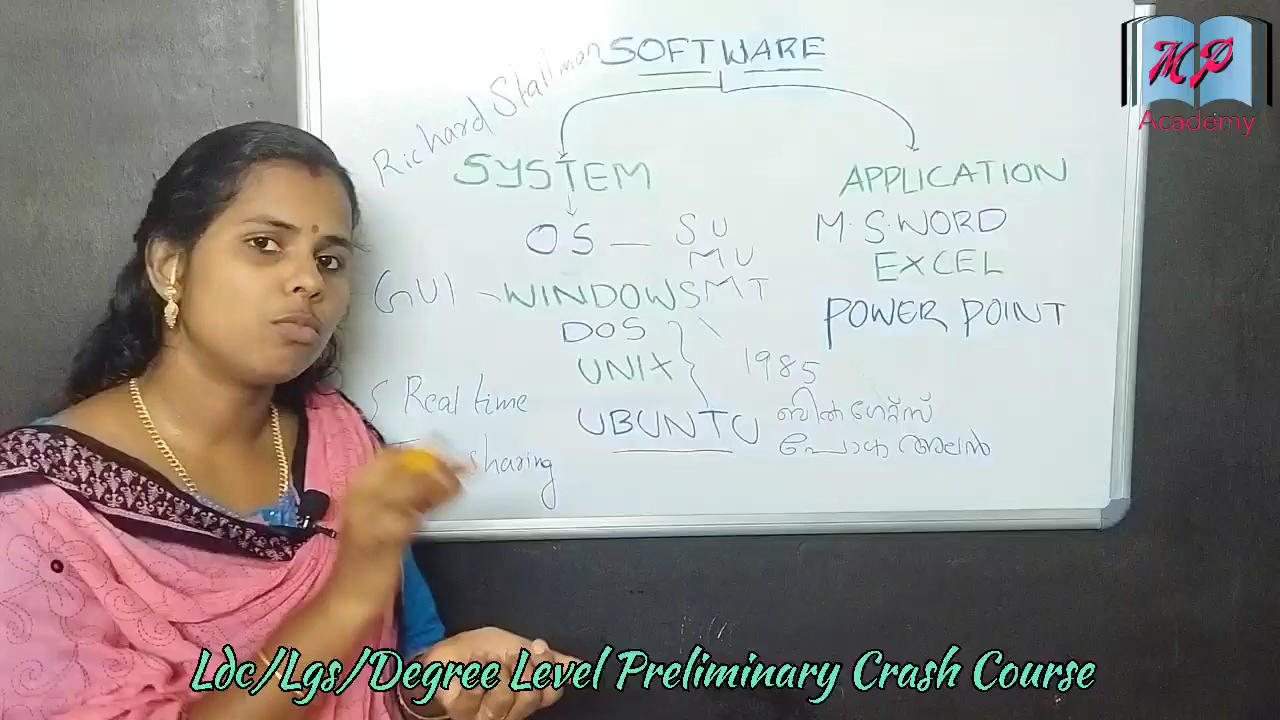 SOFTWARE
Richard Stallman
SYSTEM
APPLICATION
OS — SU
MU
MT
M.S.WORD
EXCEL
POWER POINT
GUI - WINDOWS
DOS
UNIX
UBUNTU
1985
ബിൽ ഗേറ്റ്സ്
പോൾ അലൻ
Real time
sharing
MP
Academy
Ldc/Lgs/Degree Level Preliminary Crash Course